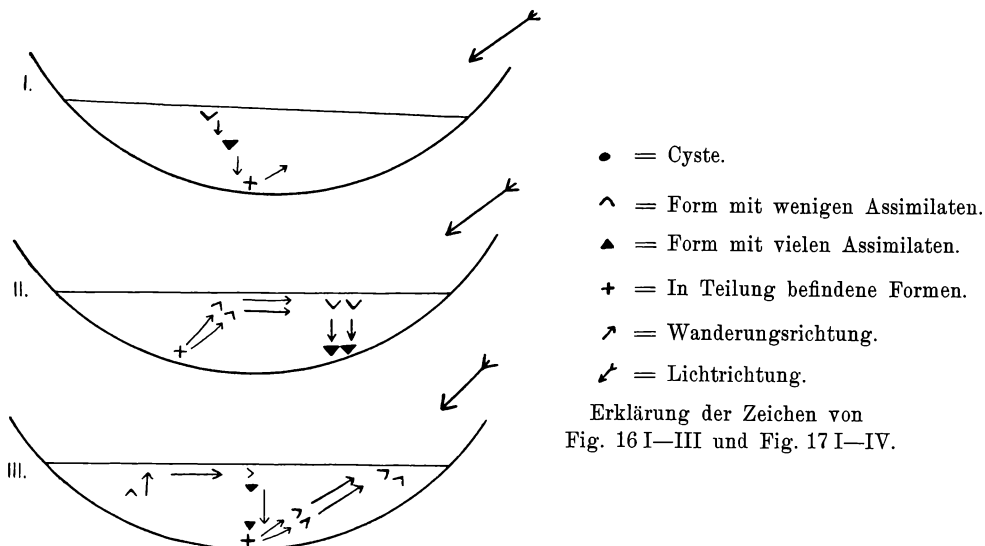 I.
II.
III.
= Cyste.
= Form mit wenigen Assimilaten.
= Form mit vielen Assimilaten.
= In Teilung befindene Formen.
= Wanderungsrichtung.
= Lichtrichtung.
Erklärung der Zeichen von
Fig. 16 I—III und Fig. 17 I—IV.